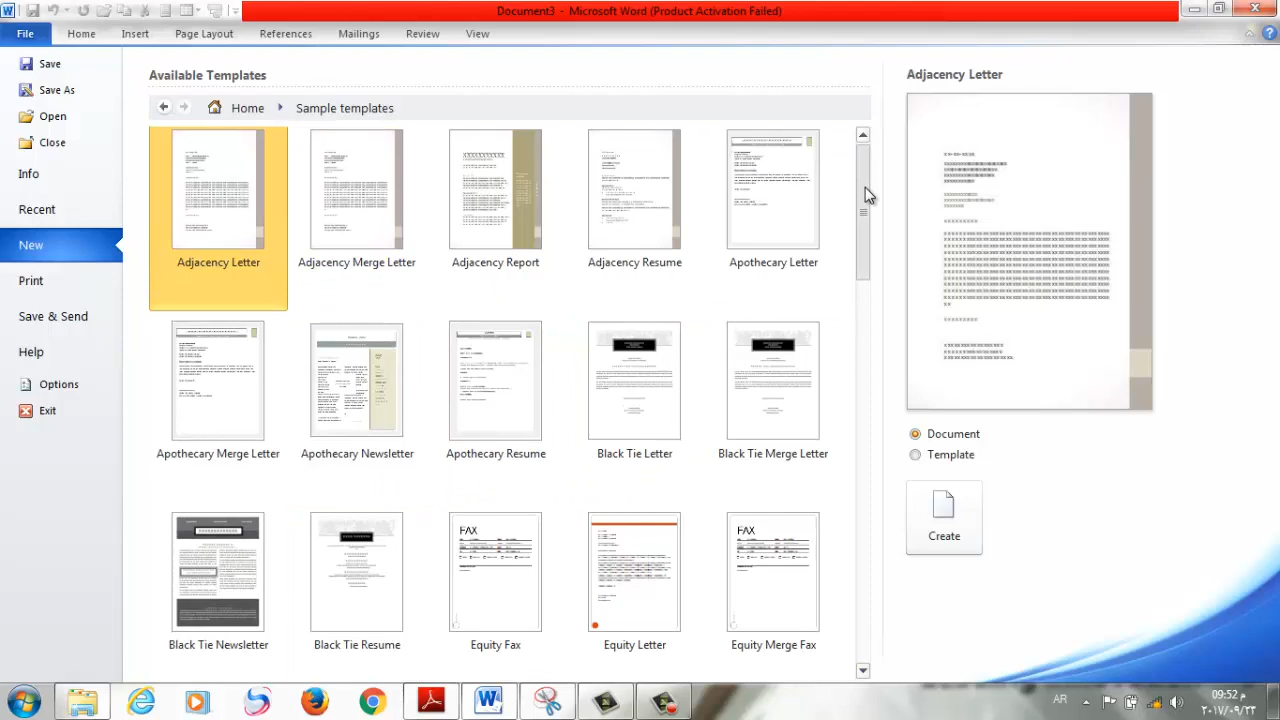 Document3 - Microsoft Word (Product Activation Failed)
File Home Insert Page Layout References Mailings Review View
Save
Save As
Open
Close
Info
Recent
New
Print
Save & Send
Help
Options
Exit
Available Templates
Home Sample templates
Adjacency Letter
Adjacency Merge Letter
Adjacency Report
Adjacency Resume
Apothecary Letter
Apothecary Merge Letter
Apothecary Newsletter
Apothecary Resume
Black Tie Letter
Black Tie Merge Letter
FAX
FAX
Black Tie Newsletter
Black Tie Resume
Equity Fax
Equity Letter
Equity Merge Fax
Adjacency Letter
Document
Template
Create
AR
09:52 م
٢٠١٧/٠٩/٢٣